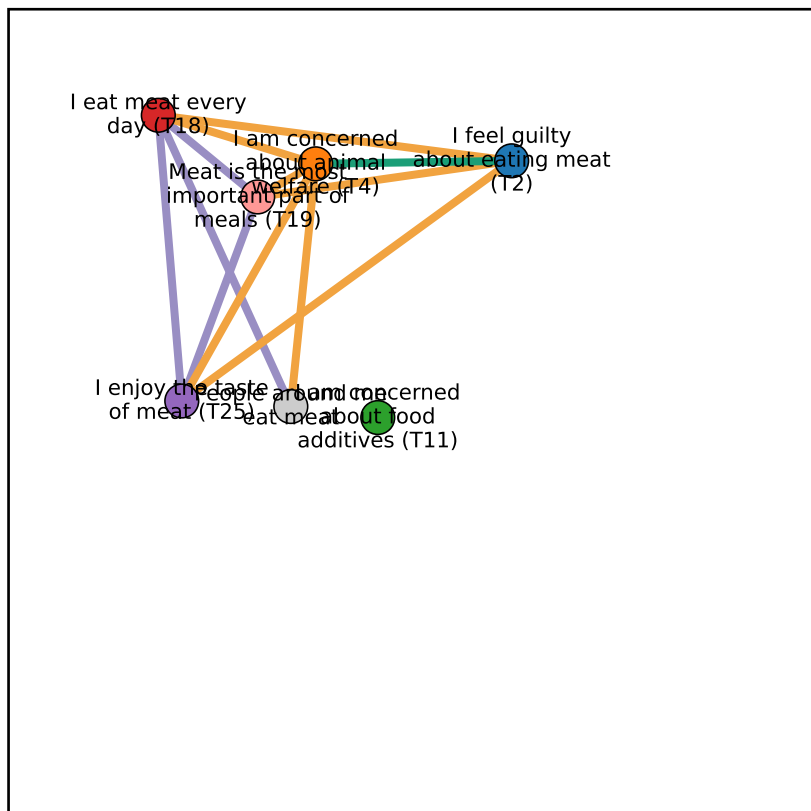 I eat meat every
day (T18)
I am concerned
about animal
welfare (T4)
I feel guilty
about eating meat
(T2)
Meat is the most
important part of
meals (T19)
I enjoy the taste
of meat (T25)
People around me
eat meat
I am concerned
about food
additives (T11)